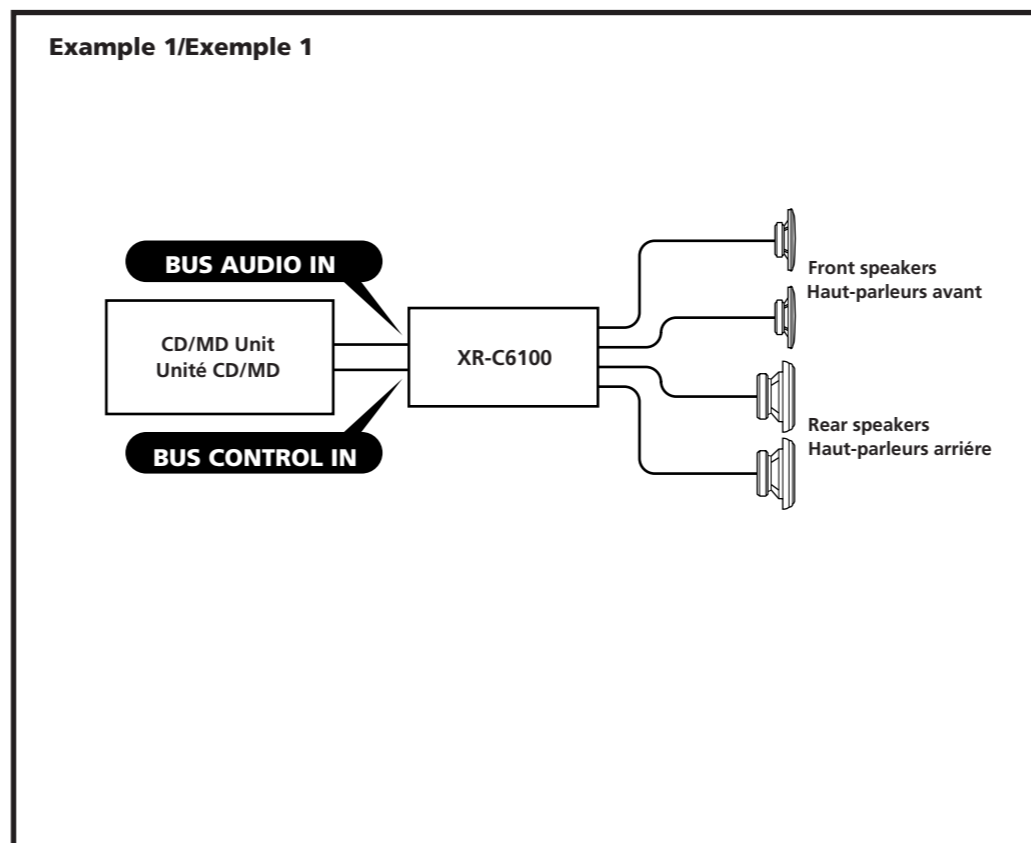 Example 1/Exemple 1
BUS AUDIO IN
CD/MD Unit
Unité CD/MD
BUS CONTROL IN
XR-C6100
Front speakers
Haut-parleurs avant
Rear speakers
Haut-parleurs arriére